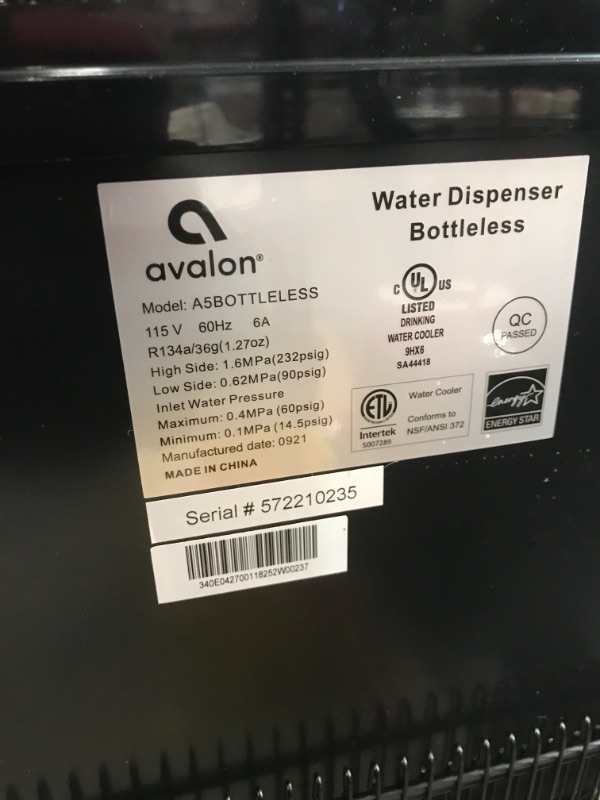 avalon®
Model: A5BOTTLELESS
115 V 60Hz 6A
R134a/36g(1.27oz)
High Side: 1.6MPa(232psig)
Low Side: 0.62MPa(90psig)
Inlet Water Pressure
Maximum: 0.4MPa (60psig)
Minimum: 0.1MPa (14.5psig)
Manufactured date: 0921
MADE IN CHINA
Water Dispenser
Bottleless
C UL US
LISTED
DRINKING
WATER COOLER
9HX6
SA44418
QC
PASSED
ETL
Intertek
5007289
Water Cooler
Conforms to
NSF/ANSI 372
energy
ENERGY STAR
Serial # 572210235
340E042700118252W00237